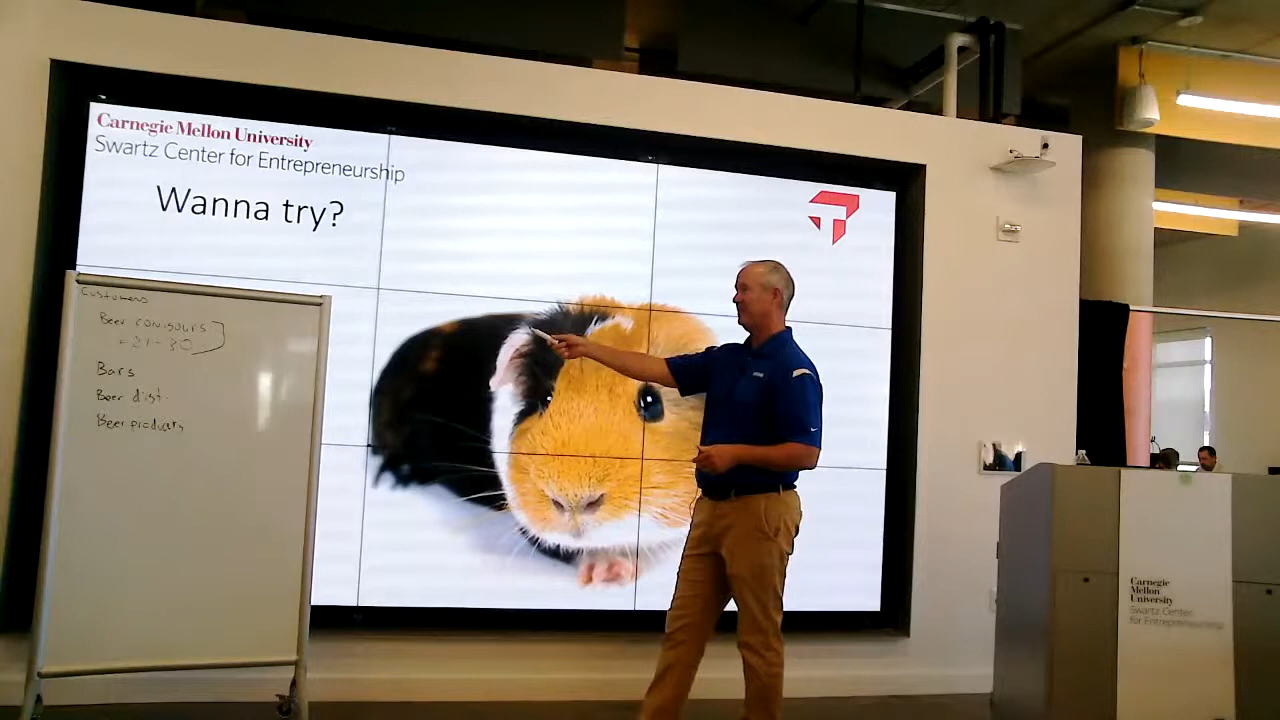 Carnegie Mellon University
Swartz Center for Entrepreneurship
Wanna try?
Customers
Beer conisours
+21-30
Bars
Beer dist.
Beer producers
Carnegie
Mellon
University
Swartz Center
for Entrepreneurship